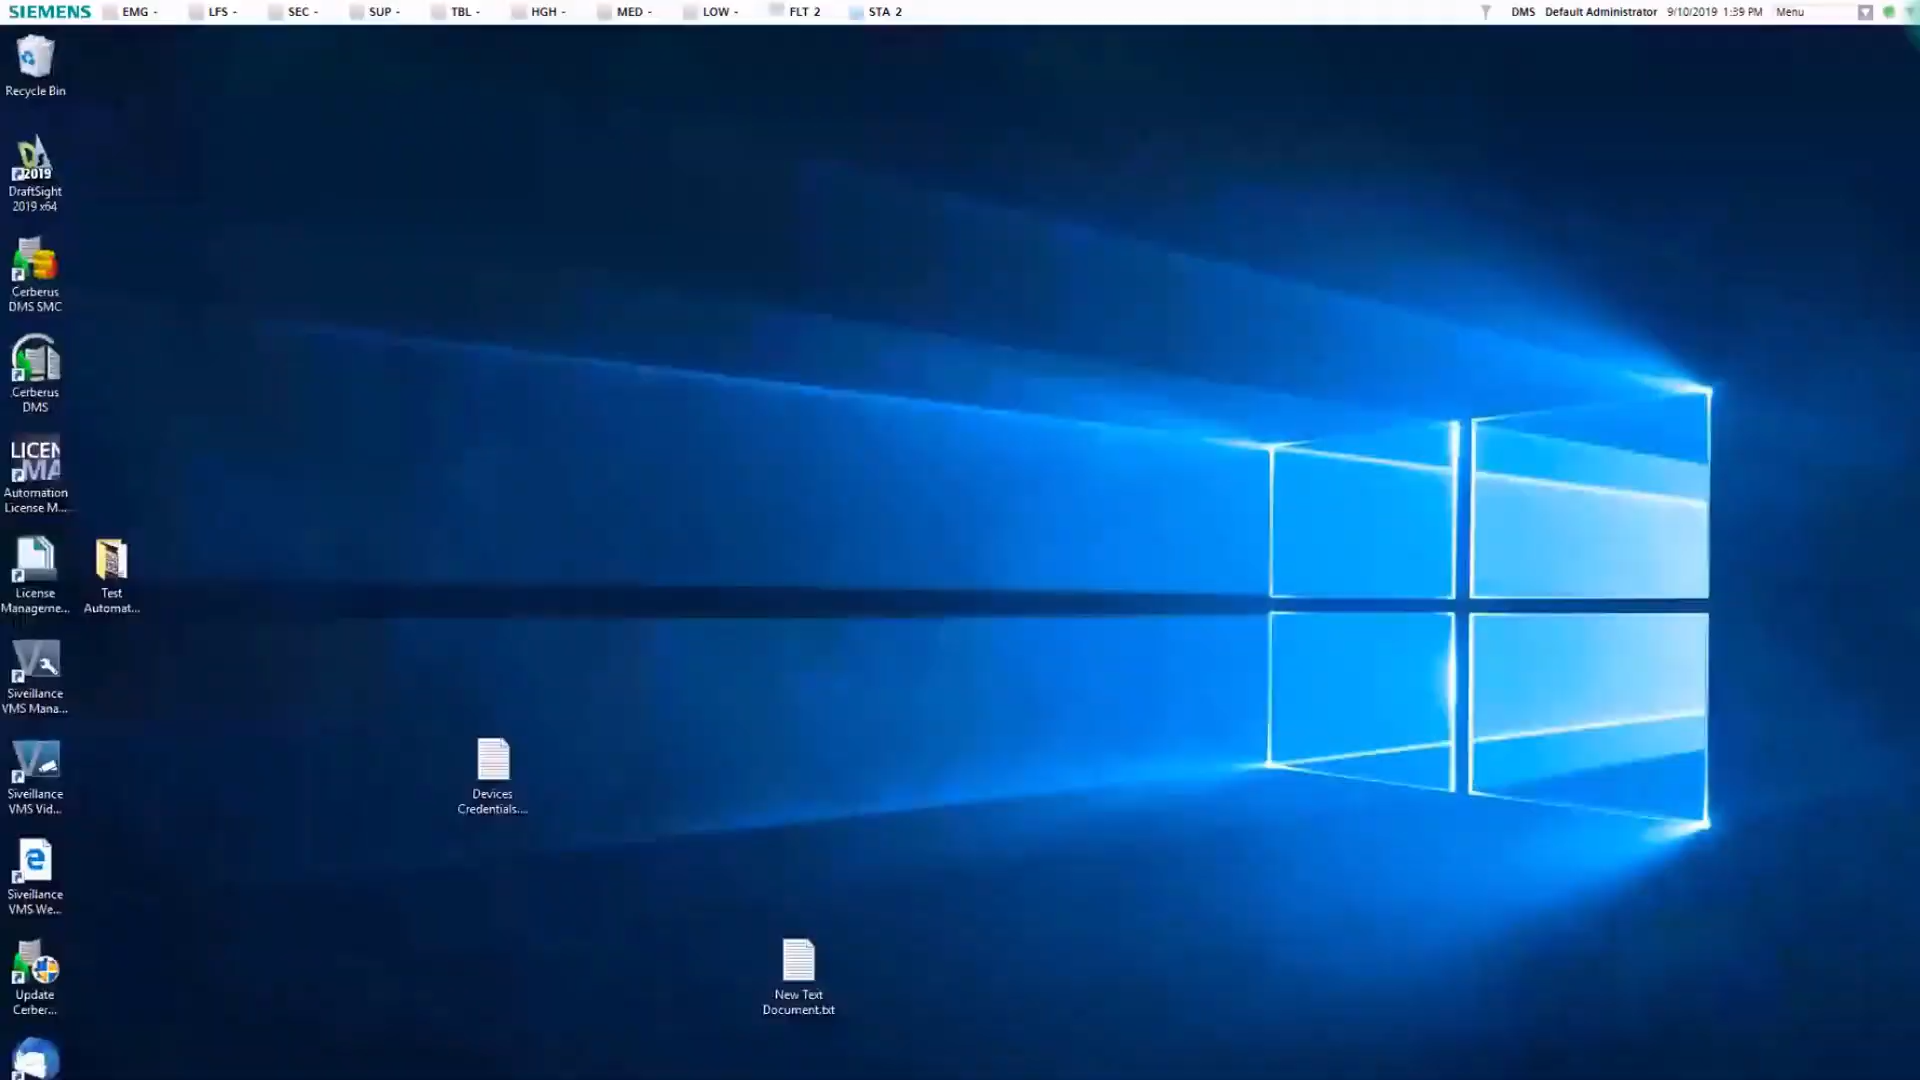 SIEMENS EMG - LFS - SEC - SUP - TBL - HGH - MED - LOW - FLT 2 STA 2 DMS Default Administrator 9/10/2019 1:39 PM Menu
Recycle Bin
2019
DraftSight
2019 x64
Cerberus
DMS SMC
Cerberus
DMS
LICEN
MA
Automation
License M...
License
Manageme...
Test
Automat...
Siveillance
VMS Mana...
Siveillance
VMS Vid...
Devices
Credentials....
Siveillance
VMS We...
Update
Cerber...
New Text
Document.txt